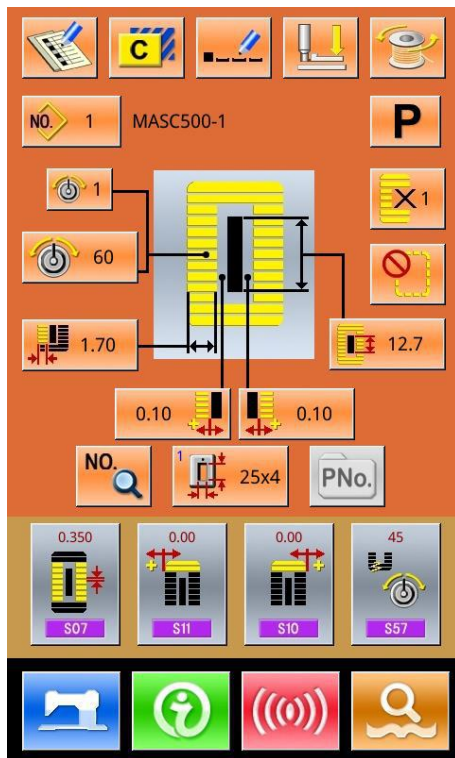 C
NO. 1 MASC500-1 P
1 X1
60
1.70 12.7
0.10 0.10
NO. 1 25x4 PNo.
0.350 0.00 0.00 45
S07 S11 S10 S57